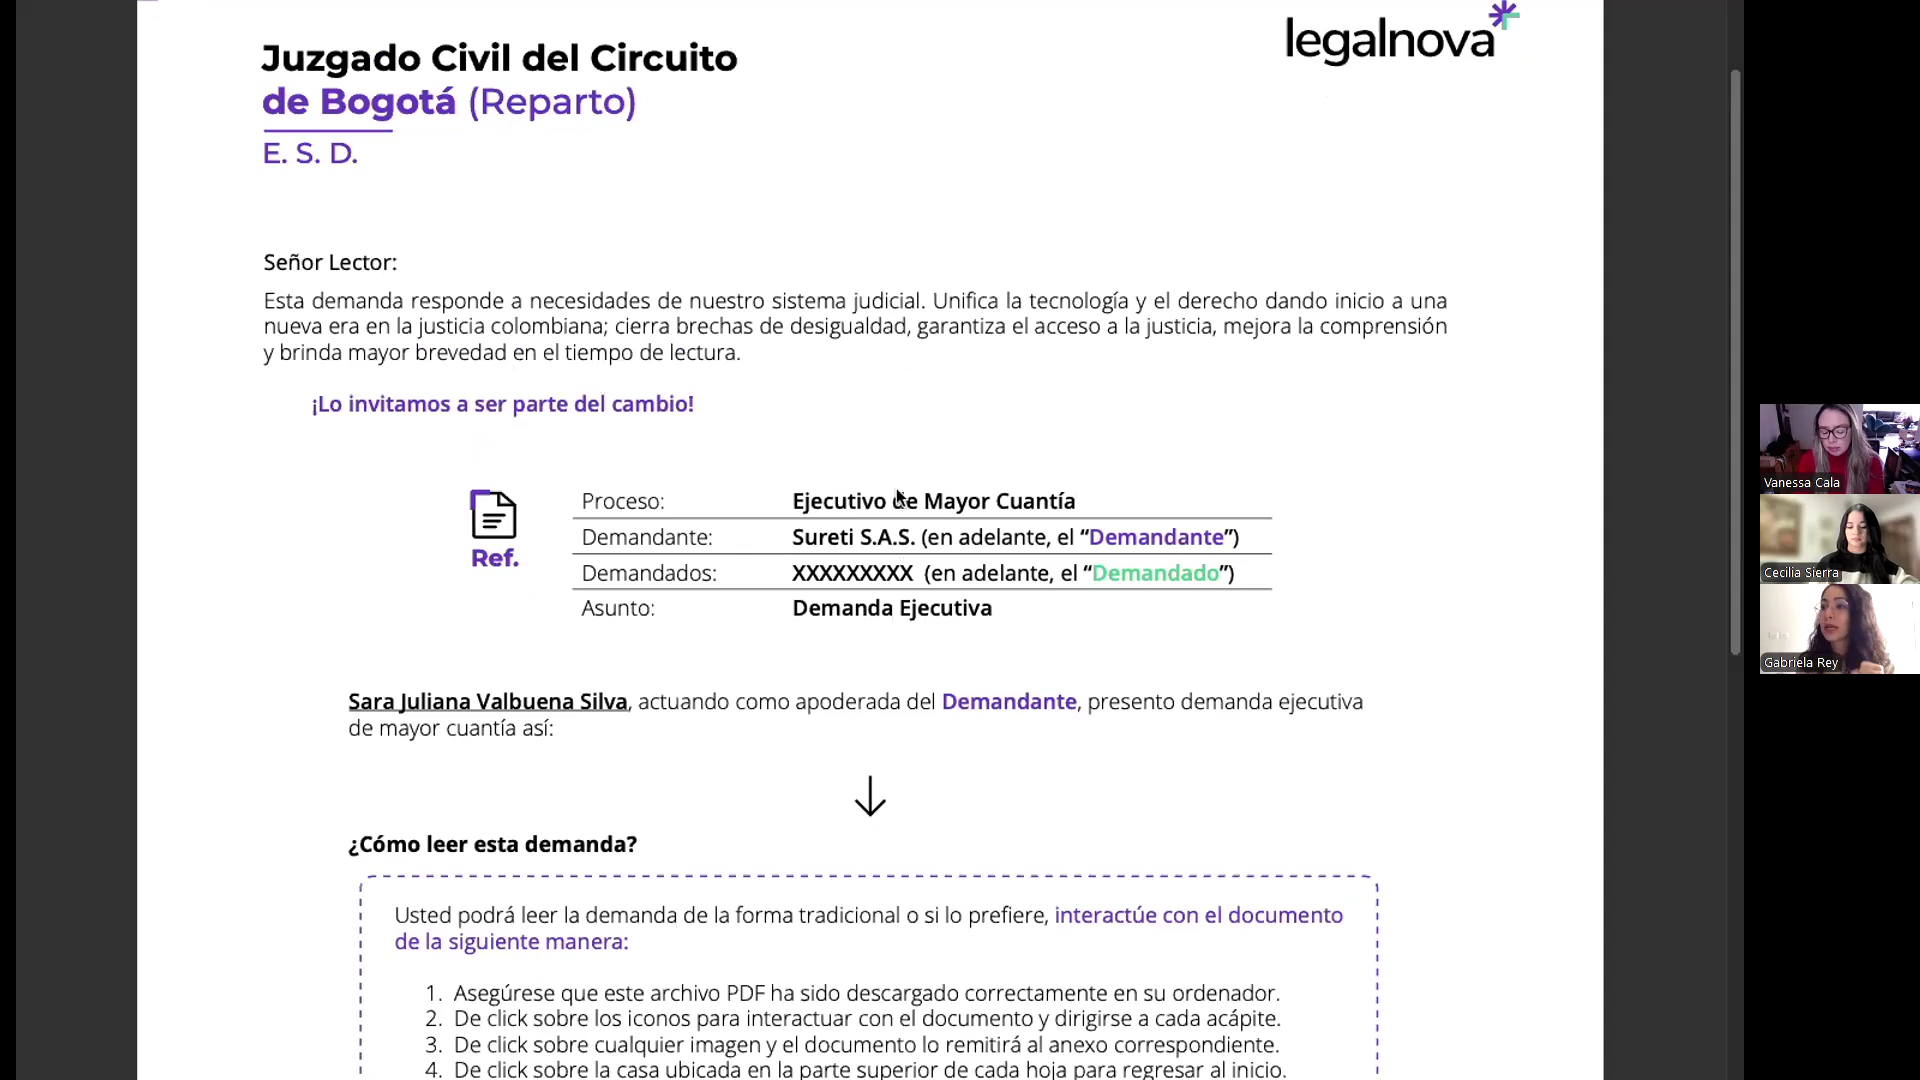 legalnova
Juzgado Civil del Circuito
de Bogotá (Reparto)
E. S. D.
Señor Lector:
Esta demanda responde a necesidades de nuestro sistema judicial. Unifica la tecnología y el derecho dando inicio a una
nueva era en la justicia colombiana; cierra brechas de desigualdad, garantiza el acceso a la justicia, mejora la comprensión
y brinda mayor brevedad en el tiempo de lectura.
¡Lo invitamos a ser parte del cambio!
Ref.
Proceso: Ejecutivo de Mayor Cuantía
Demandante: Sureti S.A.S. (en adelante, el “Demandante”)
Demandados: XXXXXXXXX (en adelante, el “Demandado”)
Asunto: Demanda Ejecutiva
Sara Juliana Valbuena Silva, actuando como apoderada del Demandante, presento demanda ejecutiva
de mayor cuantía así:
¿Cómo leer esta demanda?
Usted podrá leer la demanda de la forma tradicional o si lo prefiere, interactúe con el documento
de la siguiente manera:
1. Asegúrese que este archivo PDF ha sido descargado correctamente en su ordenador.
2. De click sobre los iconos para interactuar con el documento y dirigirse a cada acápite.
3. De click sobre cualquier imagen y el documento lo remitirá al anexo correspondiente.
4. De click sobre la casa ubicada en la parte superior de cada hoja para regresar al inicio.
Vanessa Cala
Cecilia Sierra
Gabriela Rey